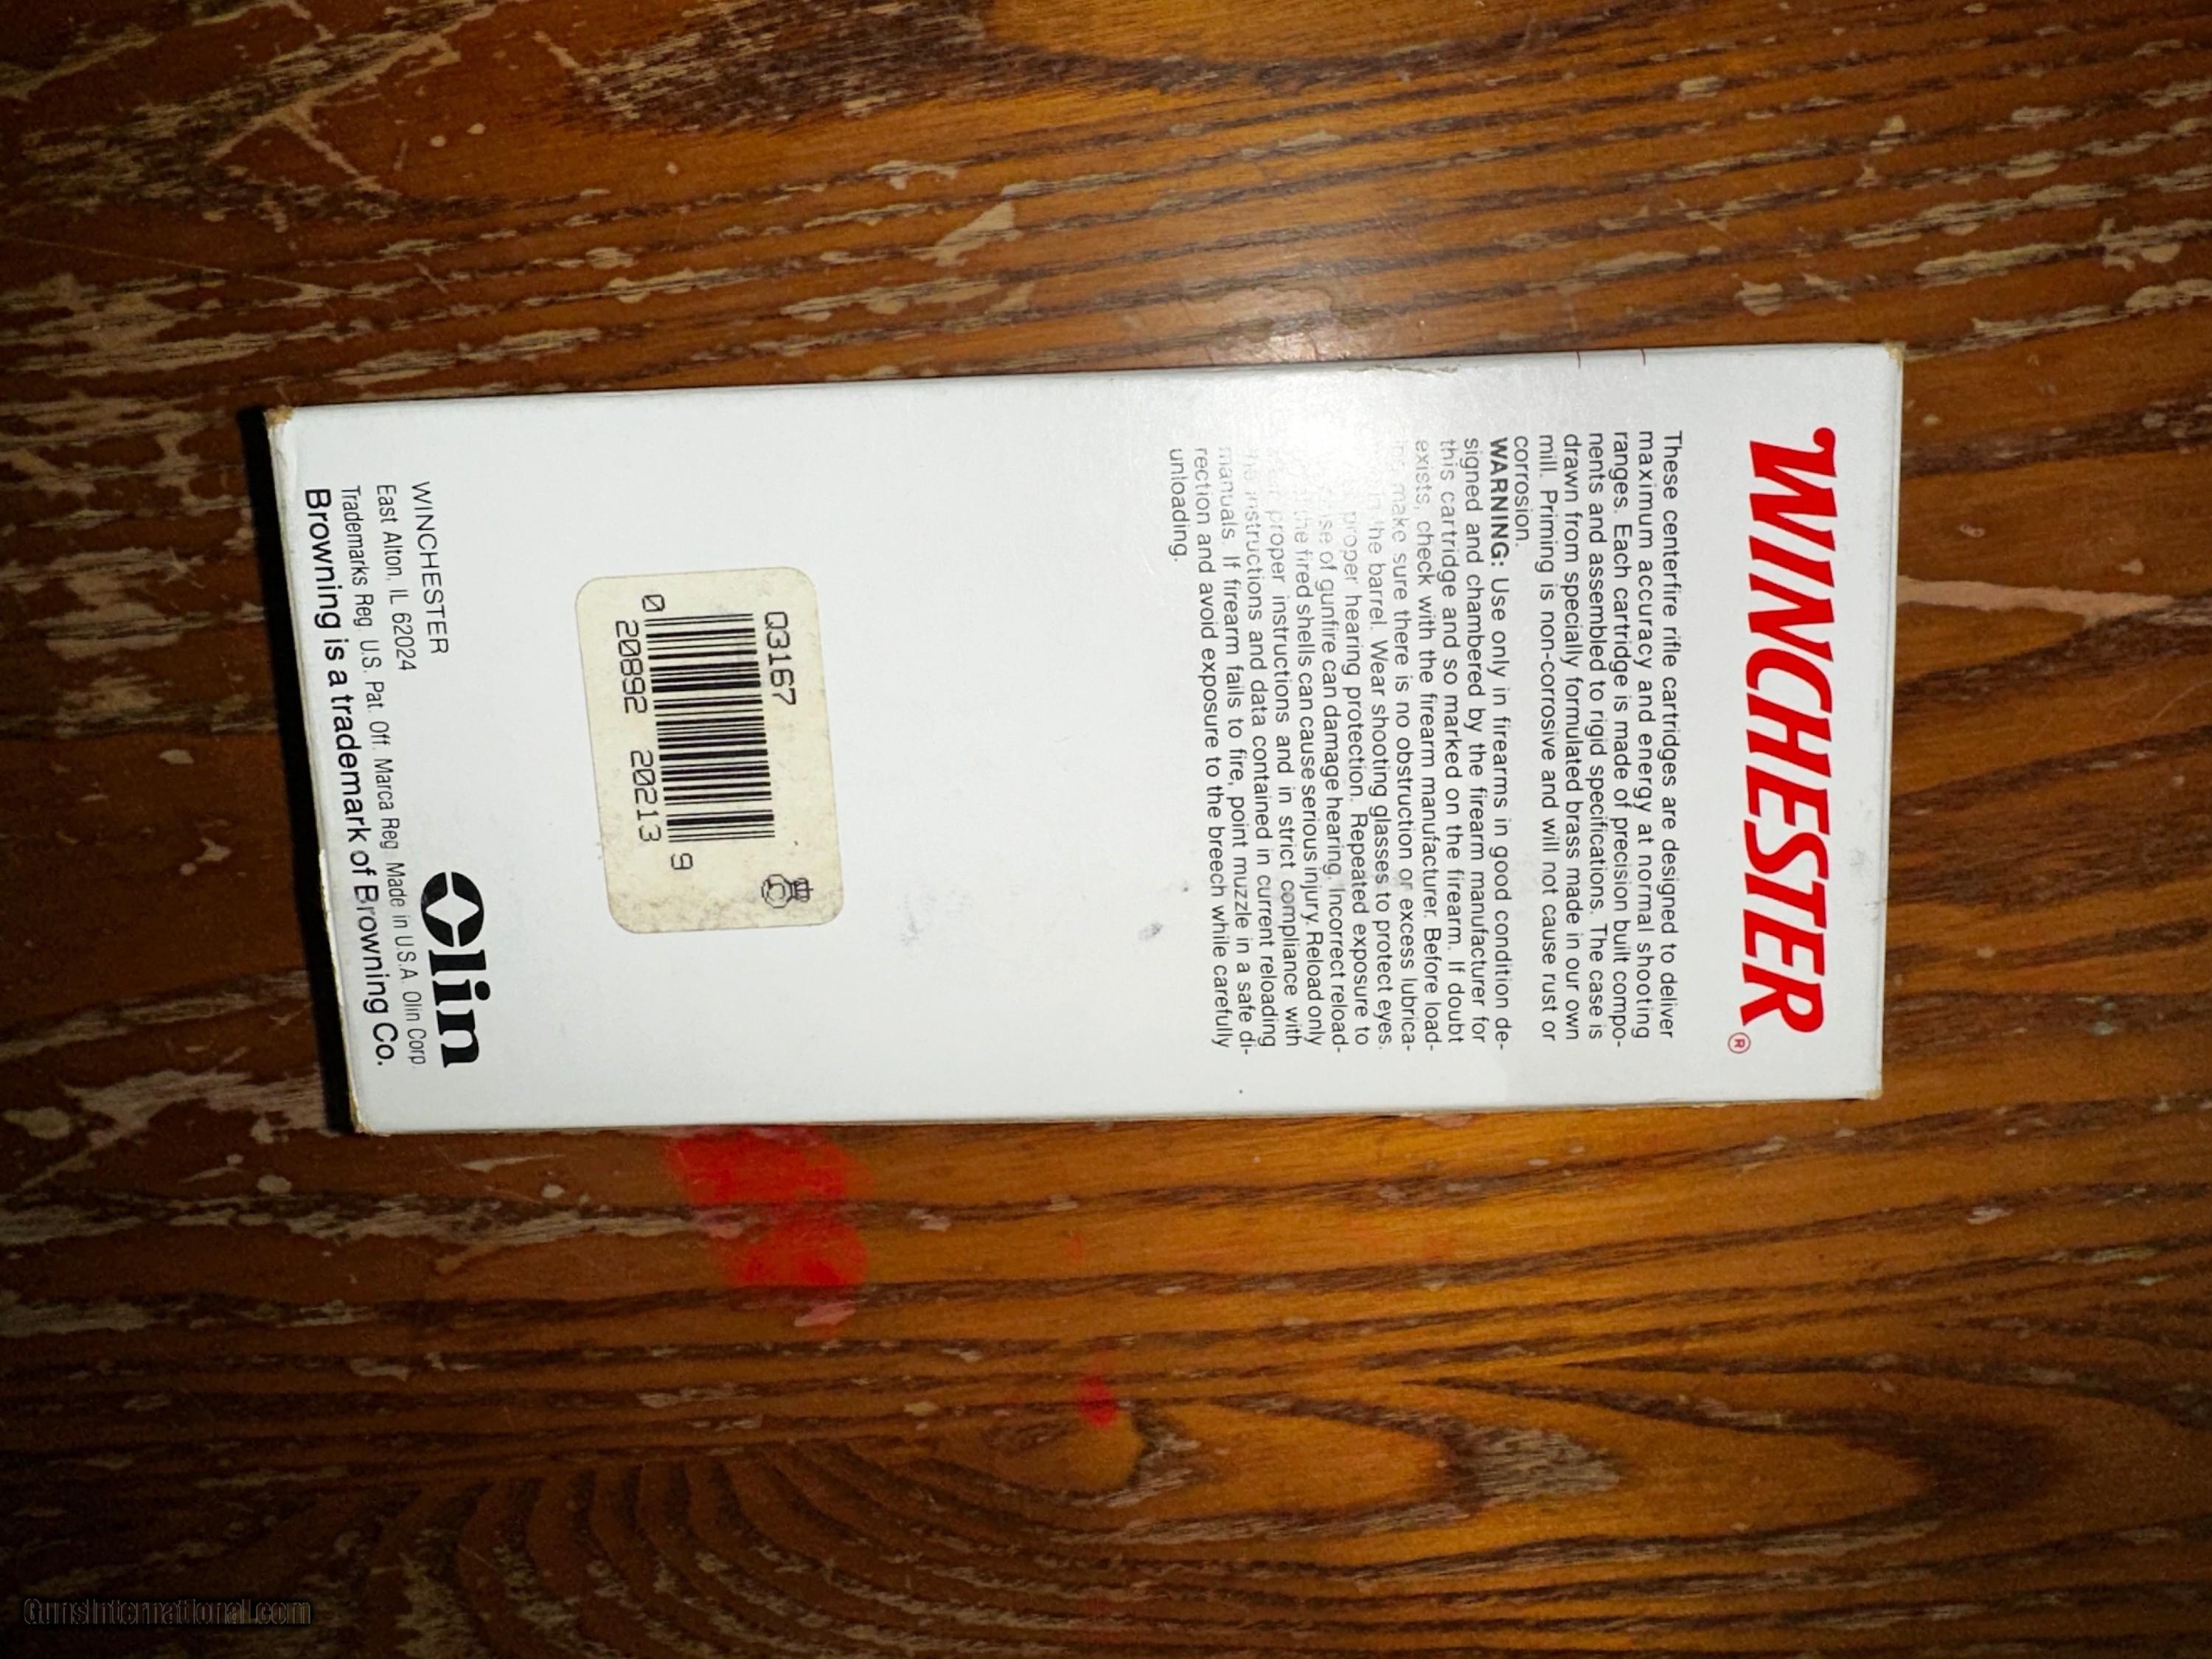 WINCHESTER®
These centerfire rifle cartridges are designed to deliver
maximum accuracy and energy at normal shooting
ranges. Each cartridge is made of precision built compo-
nents and assembled to rigid specifications. The case is
drawn from specially formulated brass made in our own
mill. Priming is non-corrosive and will not cause rust or
corrosion.
WARNING: Use only in firearms in good condition de-
signed and chambered by the firearm manufacturer for
this cartridge and so marked on the firearm. If doubt
exists, check with the firearm manufacturer. Before load-
ing make sure there is no obstruction or excess lubrica-
in the barrel. Wear shooting glasses to protect eyes.
proper hearing protection. Repeated exposure to
of gunfire can damage hearing. Incorrect reload-
the fired shells can cause serious injury. Reload only
proper instructions and in strict compliance with
the instructions and data contained in current reloading
manuals. If firearm fails to fire, point muzzle in a safe di-
rection and avoid exposure to the breech while carefully
unloading.
Q3167
0 20892 20213 9
Olin
WINCHESTER
East Alton, IL 62024
Trademarks Reg. U.S. Pat. Off. Marca Reg. Made in U.S.A. Olin Corp.
Browning is a trademark of Browning Co.
GunsInternational.com